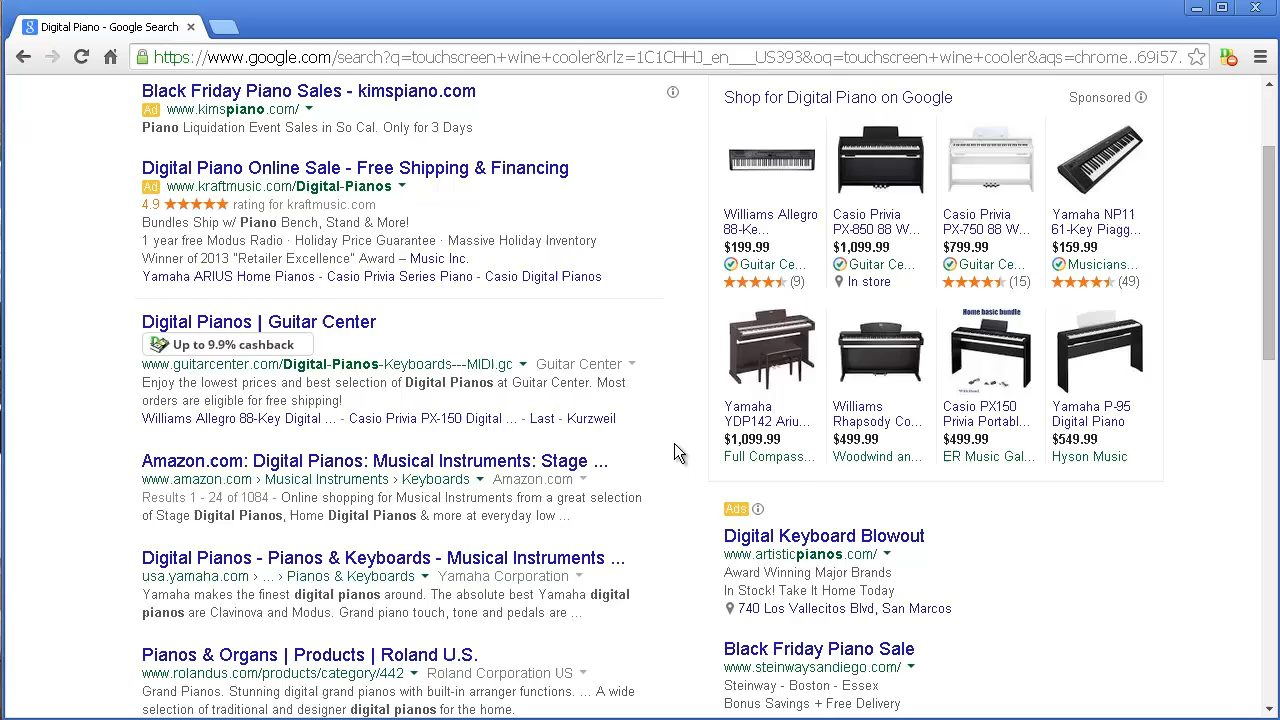 Digital Piano - Google Search
https://www.google.com/search?q=touchscreen+wine+cooler&rlz=1C1CHHJ_en___US393&oq=touchscreen+wine+cooler&aqs=chrome..69i57.
Black Friday Piano Sales - kimspiano.com
Ad www.kimspiano.com/
Piano Liquidation Event Sales in So Cal. Only for 3 Days
Digital Piano Online Sale - Free Shipping & Financing
Ad www.kraftmusic.com/Digital-Pianos
4.9 ★★★★★ rating for kraftmusic.com
Bundles Ship w/ Piano Bench, Stand & More!
1 year free Modus Radio · Holiday Price Guarantee · Massive Holiday Inventory
Winner of 2013 "Retailer Excellence" Award – Music Inc.
Yamaha ARIUS Home Pianos - Casio Privia Series Piano - Casio Digital Pianos
Digital Pianos | Guitar Center
Up to 9.9% cashback
www.guitarcenter.com/Digital-Pianos-Keyboards---MIDI.gc Guitar Center
Enjoy the lowest prices and best selection of Digital Pianos at Guitar Center. Most
orders are eligible for free shipping!
Williams Allegro 88-Key Digital ... - Casio Privia PX-150 Digital ... - Last - Kurzweil
Amazon.com: Digital Pianos: Musical Instruments: Stage ...
www.amazon.com › Musical Instruments › Keyboards Amazon.com
Results 1 - 24 of 1084 - Online shopping for Musical Instruments from a great selection
of Stage Digital Pianos, Home Digital Pianos & more at everyday low ...
Digital Pianos - Pianos & Keyboards - Musical Instruments ...
usa.yamaha.com › ... › Pianos & Keyboards Yamaha Corporation
Yamaha makes the finest digital pianos around. The absolute best Yamaha digital
pianos are Clavinova and Modus. Grand piano touch, tone and pedals are ...
Pianos & Organs | Products | Roland U.S.
www.rolandus.com/products/category/442 Roland Corporation US
Grand Pianos. Stunning digital grand pianos with built-in arranger functions. ... A wide
selection of traditional and designer digital pianos for the home.
Shop for Digital Piano on Google Sponsored
Williams Allegro
88-Ke...
$199.99
Guitar Ce...
(9)
Casio Privia
PX-850 88 W...
$1,099.99
Guitar Ce...
In store
Casio Privia
PX-750 88 W...
$799.99
Guitar Ce...
(15)
Yamaha NP11
61-Key Piagg...
$159.99
Musicians...
(49)
Yamaha
YDP142 Ariu...
$1,099.99
Full Compass...
Williams
Rhapsody Co...
$499.99
Woodwind an...
Home basic bundle
Casio PX150
Privia Portabl...
$499.99
ER Music Gal...
Yamaha P-95
Digital Piano
$549.99
Hyson Music
Ads
Digital Keyboard Blowout
www.artisticpianos.com/
Award Winning Major Brands
In Stock! Take It Home Today
740 Los Vallecitos Blvd, San Marcos
Black Friday Piano Sale
www.steinwaysandiego.com/
Steinway - Boston - Essex
Bonus Savings + Free Delivery